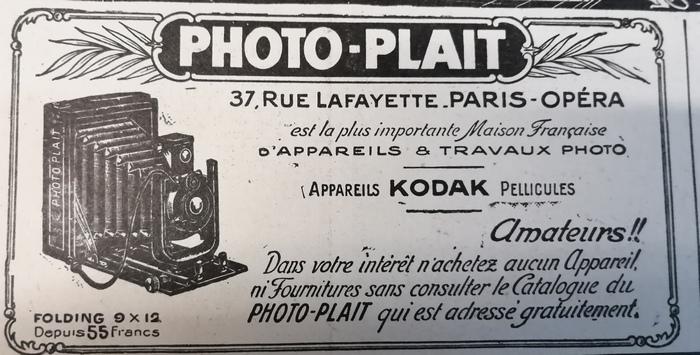 PHOTO-PLAIT
37, RUE LAFAYETTE_PARIS-OPÉRA
est la plus importante Maison Française
D'APPAREILS & TRAVAUX PHOTO
APPAREILS KODAK PELLICULES
Amateurs!!
Dans votre intérêt n'achetez aucun Appareil,
ni Fournitures sans consulter le Catalogue du
PHOTO-PLAIT qui est adressé gratuitement.
PHOTO PLAIT
FOLDING 9 x 12
Depuis 55 Francs